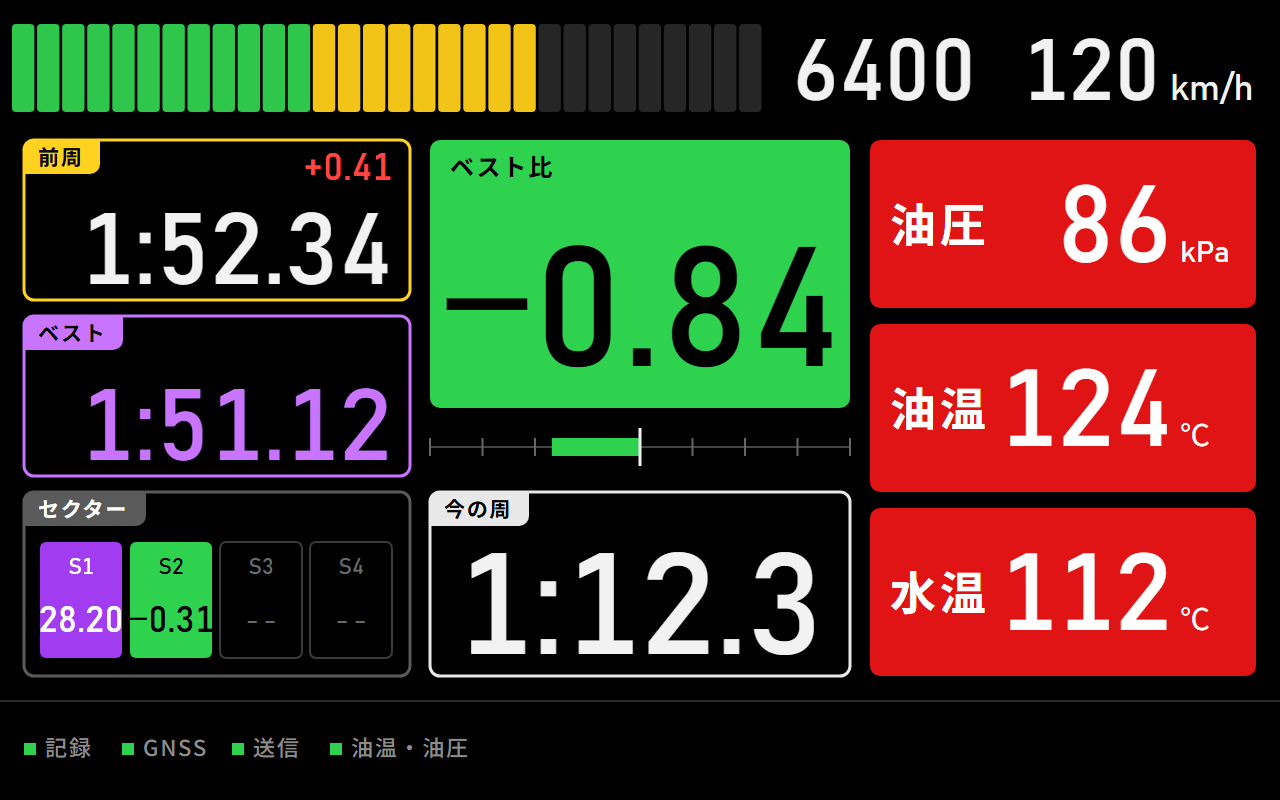 6400 120 km/h
前周 +0.41
1:52.34
ベスト
1:51.12
セクター
S1 S2 S3 S4
28.20 −0.31 -- --
ベスト比
−0.84
今の周
1:12.3
油圧 86 kPa
油温 124 ℃
水温 112 ℃
記録 GNSS 送信 油温・油圧